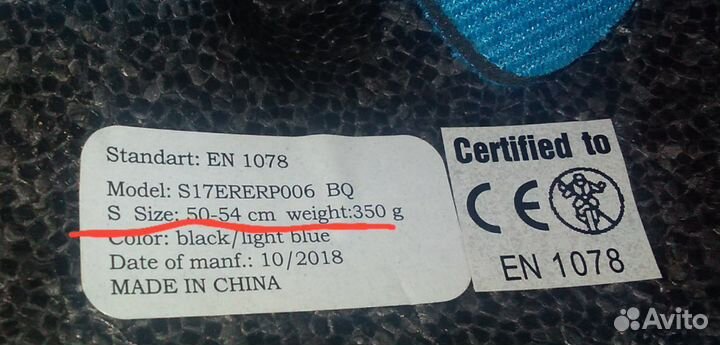 Standart: EN 1078
Model: S17ERERP006 BQ
S Size: 50-54 cm weight:350 g
Color: black/light blue
Date of manf.: 10/2018
MADE IN CHINA
Certified to
CE
EN 1078
Avito